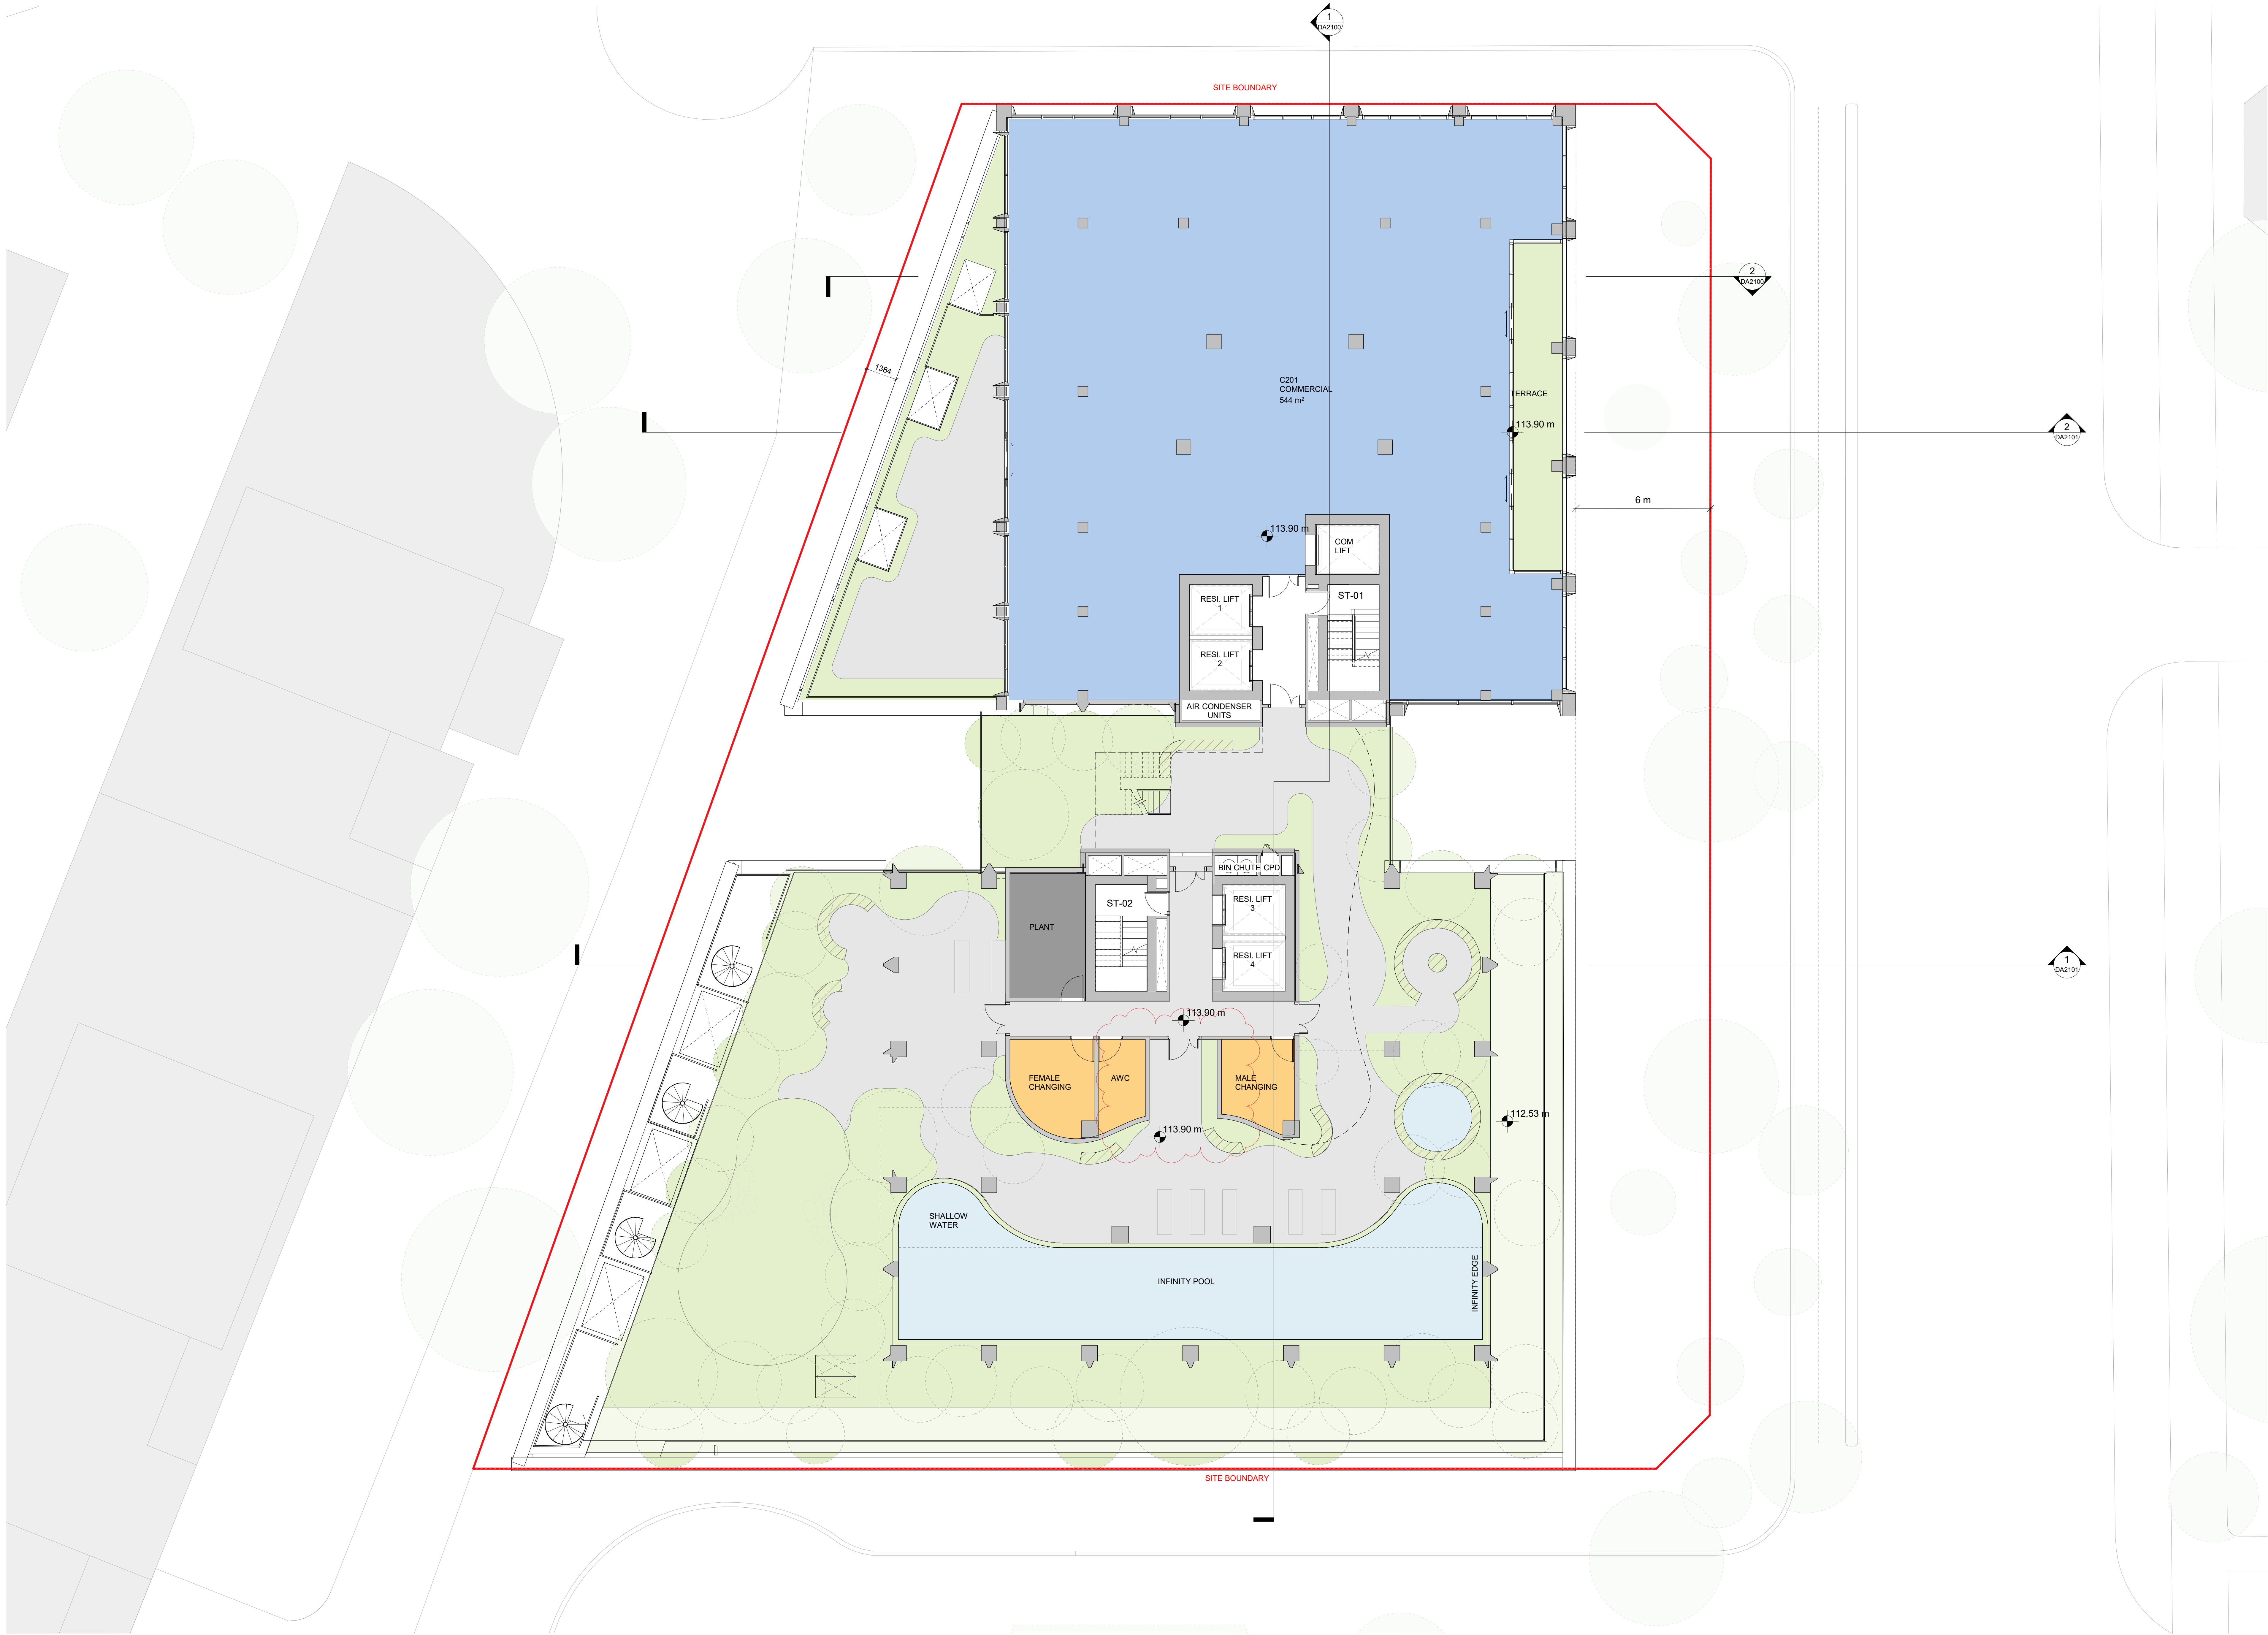 1
DA2100
SITE BOUNDARY
2
DA2100
1384
C201
COMMERCIAL
544 m²
TERRACE
113.90 m
2
DA2101
6 m
113.90 m
COM
LIFT
RESI. LIFT
1
ST-01
RESI. LIFT
2
AIR CONDENSER
UNITS
BIN CHUTE CPD
ST-02
RESI. LIFT
3
PLANT
RESI. LIFT
4
1
DA2101
113.90 m
FEMALE
CHANGING
AWC
MALE
CHANGING
112.53 m
113.90 m
SHALLOW
WATER
INFINITY POOL
INFINITY EDGE
SITE BOUNDARY